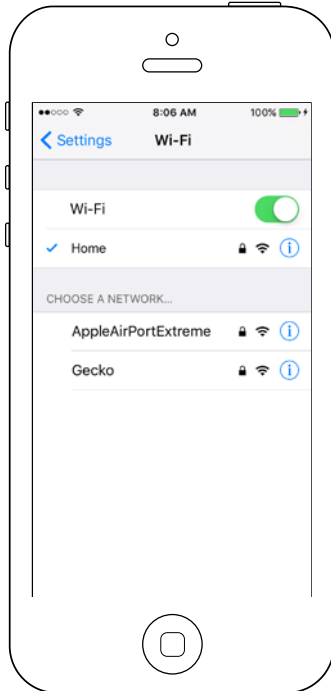 8:06 AM 100%
Settings Wi-Fi
Wi-Fi
Home
CHOOSE A NETWORK...
AppleAirPortExtreme
Gecko